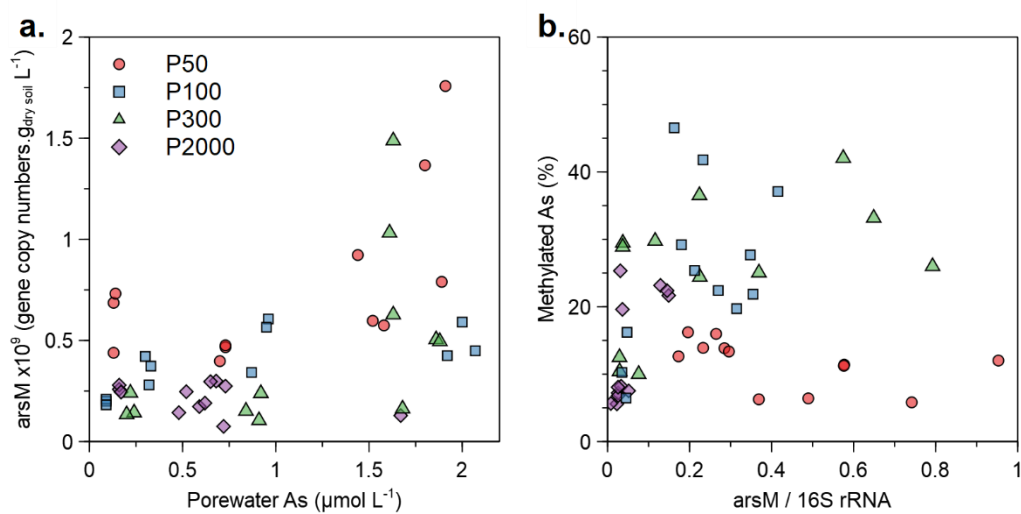 a.
arsM x10⁹ (gene copy numbers.g_dry soil L⁻¹)
2
1.5
1
0.5
0
P50
P100
P300
P2000
0 0.5 1 1.5 2
Porewater As (µmol L⁻¹)
b.
Methylated As (%)
60
40
20
0
0 0.2 0.4 0.6 0.8 1
arsM / 16S rRNA